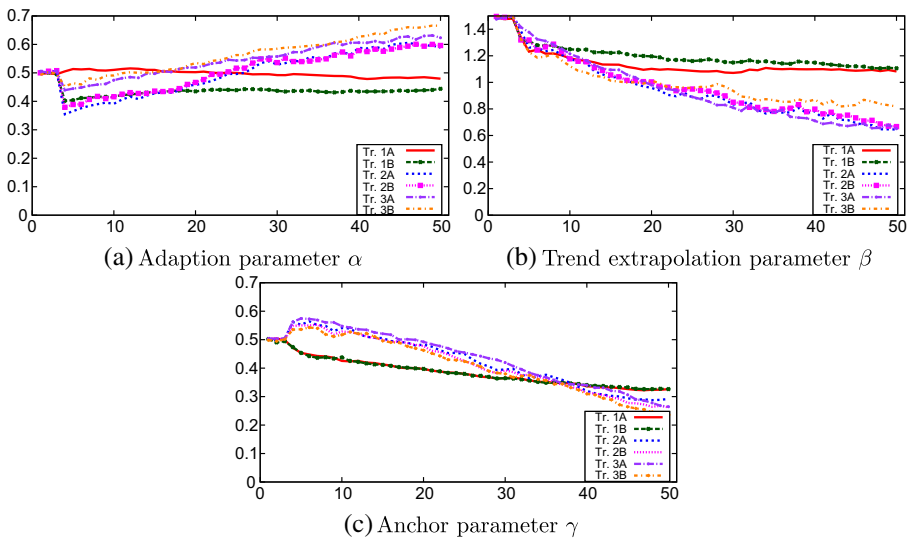 0.7
0.6
0.5
0.4
0.3
0.2
0.1
0
0 10 20 30 40 50
Tr. 1A
Tr. 1B
Tr. 2A
Tr. 2B
Tr. 3A
Tr. 3B
(a) Adaption parameter α
1.4
1.2
1
0.8
0.6
0.4
0.2
0
0 10 20 30 40 50
Tr. 1A
Tr. 1B
Tr. 2A
Tr. 2B
Tr. 3A
Tr. 3B
(b) Trend extrapolation parameter β
0.7
0.6
0.5
0.4
0.3
0.2
0.1
0
0 10 20 30 40 50
Tr. 1A
Tr. 1B
Tr. 2A
Tr. 2B
Tr. 3A
Tr. 3B
(c) Anchor parameter γ